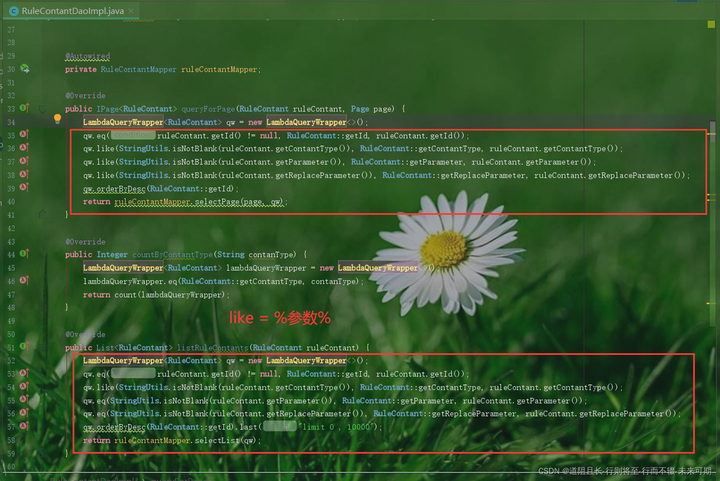 RuleContantDaoImpl.java
27
28
29 @Autowired
30 private RuleContantMapper ruleContantMapper;
31
32 @Override
33 public IPage<RuleContant> queryForPage(RuleContant ruleContant, Page page) {
34 LambdaQueryWrapper<RuleContant> qw = new LambdaQueryWrapper<>();
35 qw.eq( ruleContant.getId() != null, RuleContant::getId, ruleContant.getId());
36 qw.like(StringUtils.isNotBlank(ruleContant.getContanType()), RuleContant::getContanType, ruleContant.getContanType());
37 qw.like(StringUtils.isNotBlank(ruleContant.getParameter()), RuleContant::getParameter, ruleContant.getParameter());
38 qw.like(StringUtils.isNotBlank(ruleContant.getReplaceParameter()), RuleContant::getReplaceParameter, ruleContant.getReplaceParameter());
39 qw.orderByDesc(RuleContant::getId);
40 return ruleContantMapper.selectPage(page, qw);
41 }
42
43 @Override
44 public Integer countByContantType(String contanType) {
45 LambdaQueryWrapper<RuleContant> lambdaQueryWrapper = new LambdaQueryWrapper<>();
46 lambdaQueryWrapper.eq(RuleContant::getContanType, contanType);
47 return count(lambdaQueryWrapper);
48 }
49
like = %参数%
50 @Override
51 public List<RuleContant> listRuleContants(RuleContant ruleContant) {
52 LambdaQueryWrapper<RuleContant> qw = new LambdaQueryWrapper<>();
53 qw.eq( ruleContant.getId() != null, RuleContant::getId, ruleContant.getId());
54 qw.like(StringUtils.isNotBlank(ruleContant.getContanType()), RuleContant::getContanType, ruleContant.getContanType());
55 qw.eq(StringUtils.isNotBlank(ruleContant.getParameter()), RuleContant::getParameter, ruleContant.getParameter());
56 qw.eq(StringUtils.isNotBlank(ruleContant.getReplaceParameter()), RuleContant::getReplaceParameter, ruleContant.getReplaceParameter());
57 qw.orderByDesc(RuleContant::getId).last( "limit 0 , 10000");
58 return ruleContantMapper.selectList(qw);
59 }
60
CSDN @道阻且长-行则将至-行而不辍-未来可期